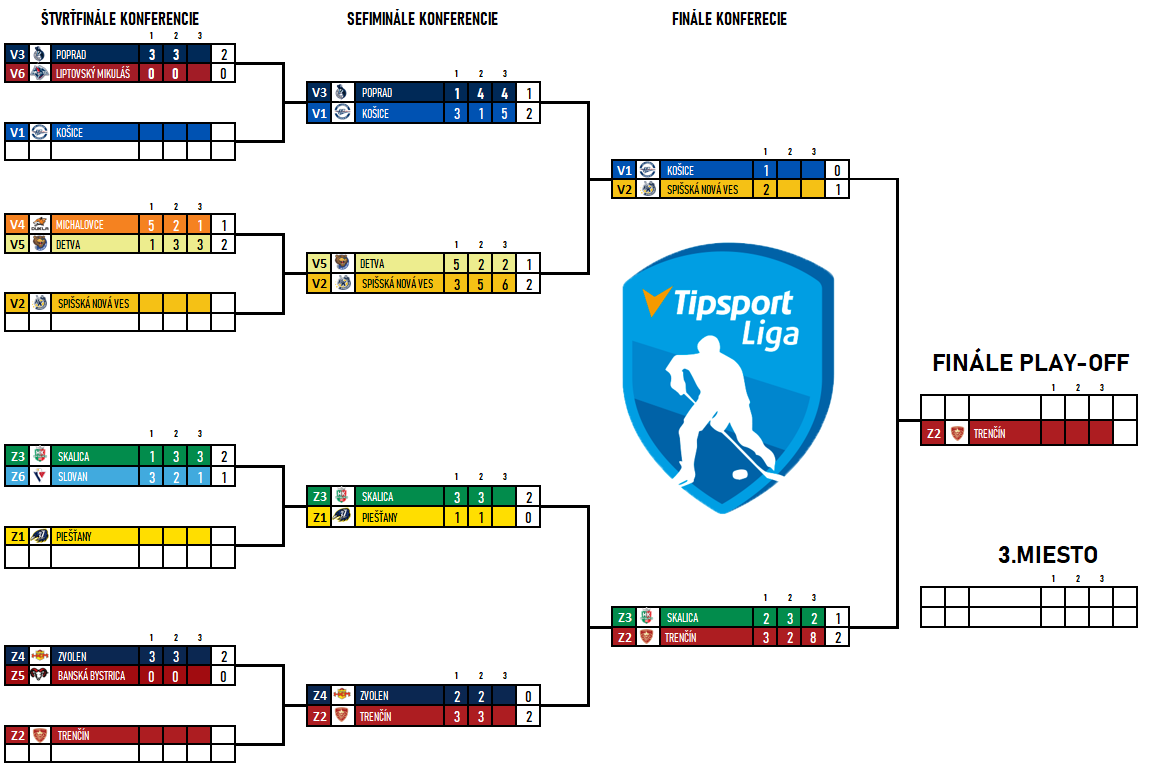 ŠTVRŤFINÁLE KONFERENCIE
1 2 3
V3 POPRAD 3 3 2
V6 LIPTOVSKÝ MIKULÁŠ 0 0 0
V1 KOŠICE
1 2 3
V4 MICHALOVCE 5 2 1 1
V5 DETVA 1 3 3 2
V2 SPIŠSKÁ NOVÁ VES
1 2 3
Z3 SKALICA 1 3 3 2
Z6 SLOVAN 3 2 1 1
Z1 PIEŠŤANY
1 2 3
Z4 ZVOLEN 3 3 2
Z5 BANSKÁ BYSTRICA 0 0 0
Z2 TRENČÍN
SEFIMINÁLE KONFERENCIE
1 2 3
V3 POPRAD 1 4 4 1
V1 KOŠICE 3 1 5 2
1 2 3
V5 DETVA 5 2 2 1
V2 SPIŠSKÁ NOVÁ VES 3 5 6 2
1 2 3
Z3 SKALICA 3 3 2
Z1 PIEŠŤANY 1 1 0
1 2 3
Z4 ZVOLEN 2 2 0
Z2 TRENČÍN 3 3 2
FINÁLE KONFERECIE
1 2 3
V1 KOŠICE 1 0
V2 SPIŠSKÁ NOVÁ VES 2 1
Tipsport
Liga
1 2 3
Z3 SKALICA 2 3 2 1
Z2 TRENČÍN 3 2 8 2
FINÁLE PLAY-OFF
1 2 3
Z2 TRENČÍN
3.MIESTO
1 2 3